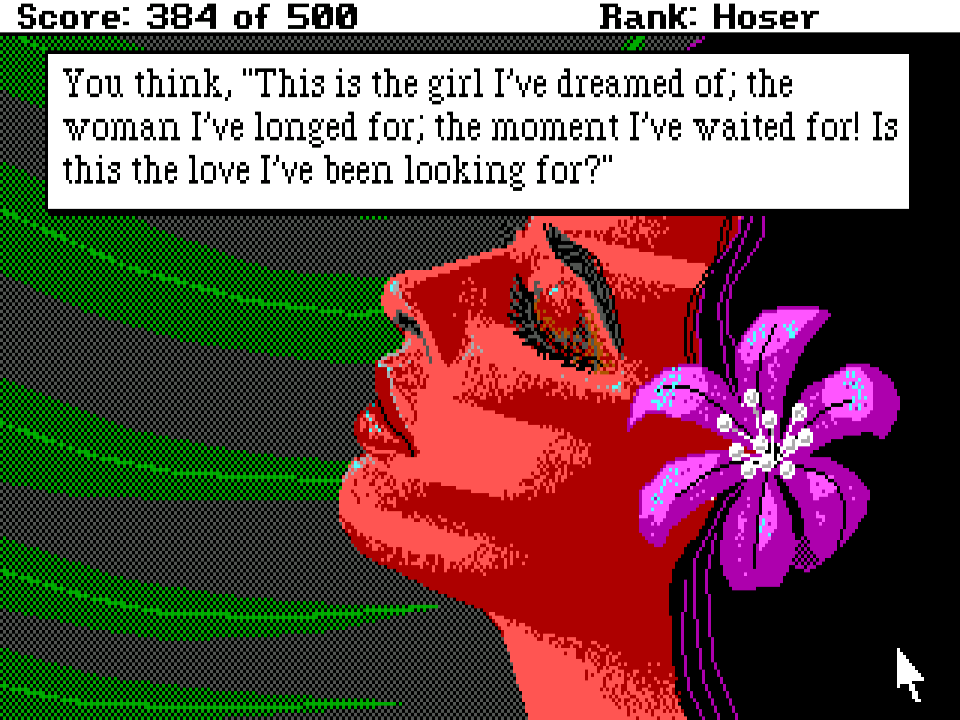 Score: 384 of 500 Rank: Hoser
You think, "This is the girl I've dreamed of; the
woman I've longed for; the moment I've waited for! Is
this the love I've been looking for?"